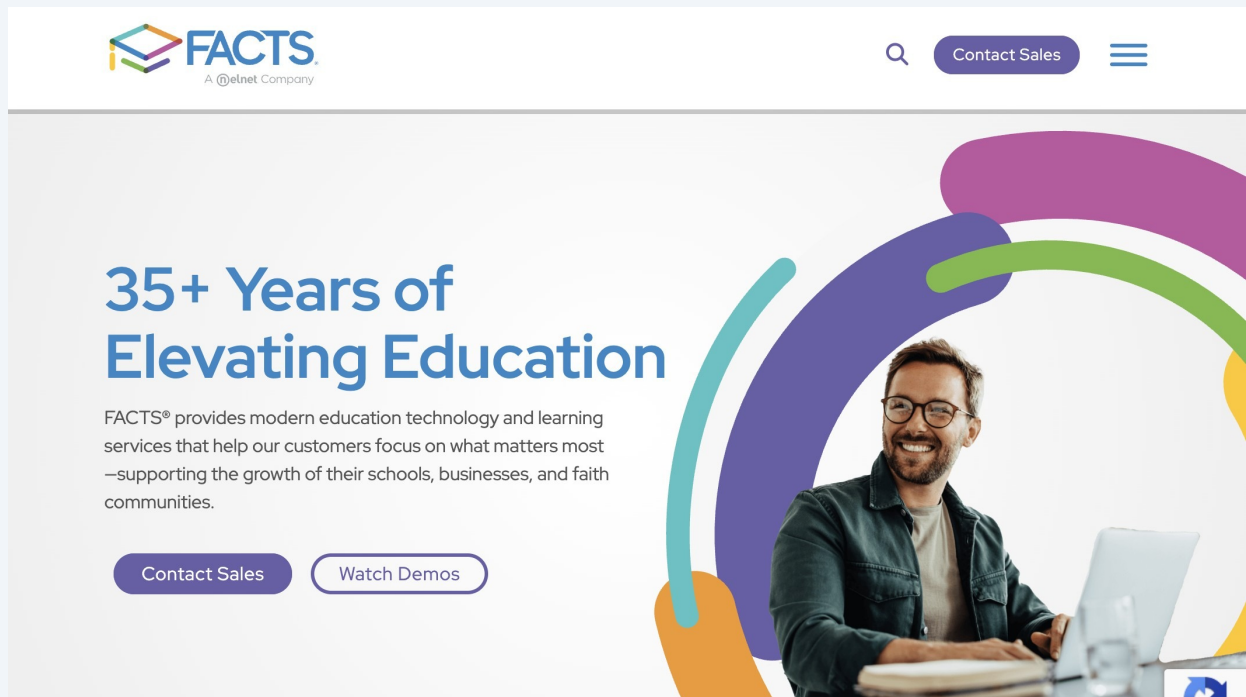 FACTS
A nelnet Company
Contact Sales
35+ Years of
Elevating Education
FACTS® provides modern education technology and learning
services that help our customers focus on what matters most
—supporting the growth of their schools, businesses, and faith
communities.
Contact Sales
Watch Demos